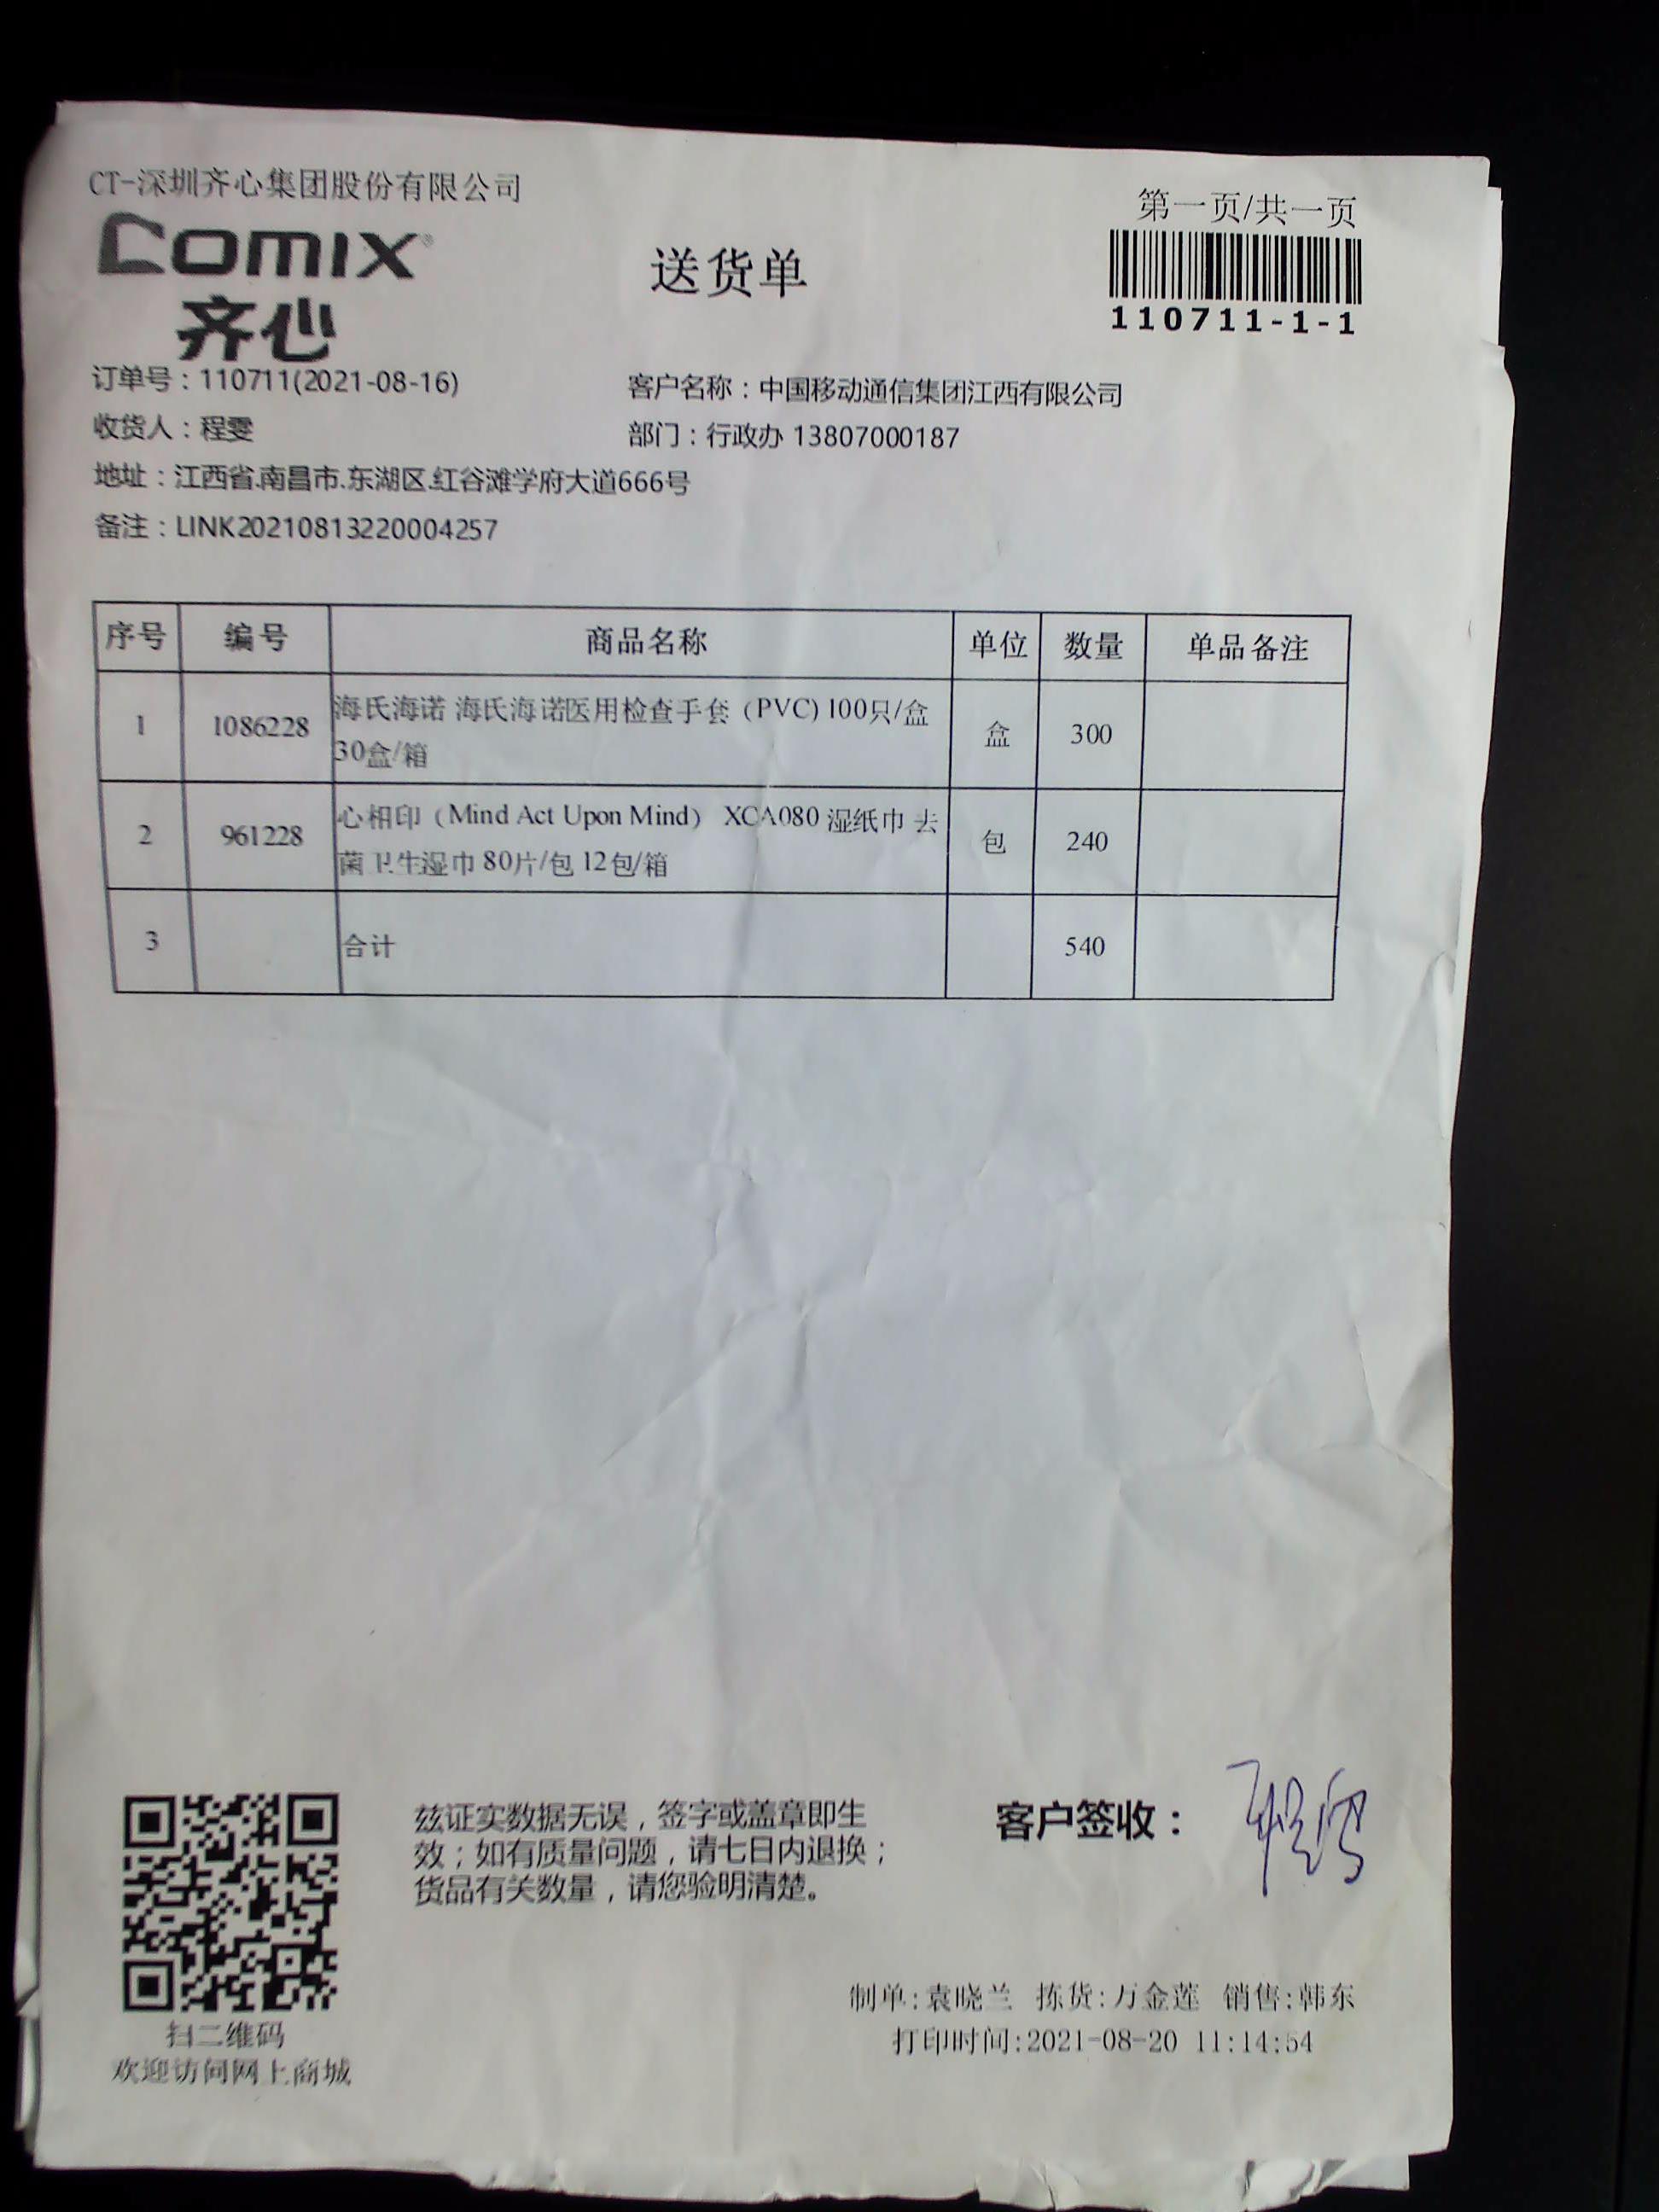 CT-深圳齐心集团股份有限公司
第一页/共一页
COMIX
齐心
送货单
110711-1-1
订单号：110711(2021-08-16)
客户名称：中国移动通信集团江西有限公司
收货人：程雯
部门：行政办 13807000187
地址：江西省.南昌市.东湖区.红谷滩学府大道666号
备注：LINK20210813220004257
序号 编号 商品名称 单位 数量 单品备注
1 1086228 海氏海诺 海氏海诺医用检查手套（PVC) 100只/盒 盒 300
30盒/箱
2 961228 心相印（Mind Act Upon Mind） XCA080 湿纸巾 去 包 240
菌卫生湿巾 80片/包 12包/箱
3 合计 540
兹证实数据无误，签字或盖章即生
效；如有质量问题，请七日内退换；
货品有关数量，请您验明清楚。
客户签收： 程雯
制单:袁晓兰 拣货:万金莲 销售:韩东
打印时间:2021-08-20 11:14:54
扫二维码
欢迎访问网上商城